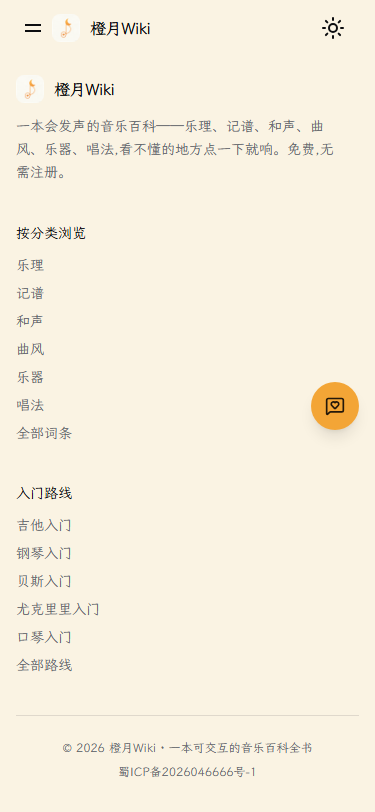 橙月Wiki
橙月Wiki
一本会发声的音乐百科——乐理、记谱、和声、曲
风、乐器、唱法,看不懂的地方点一下就响。免费,无
需注册。
按分类浏览
乐理
记谱
和声
曲风
乐器
唱法
全部词条
入门路线
吉他入门
钢琴入门
贝斯入门
尤克里里入门
口琴入门
全部路线
© 2026 橙月Wiki · 一本可交互的音乐百科全书
蜀ICP备2026046666号-1